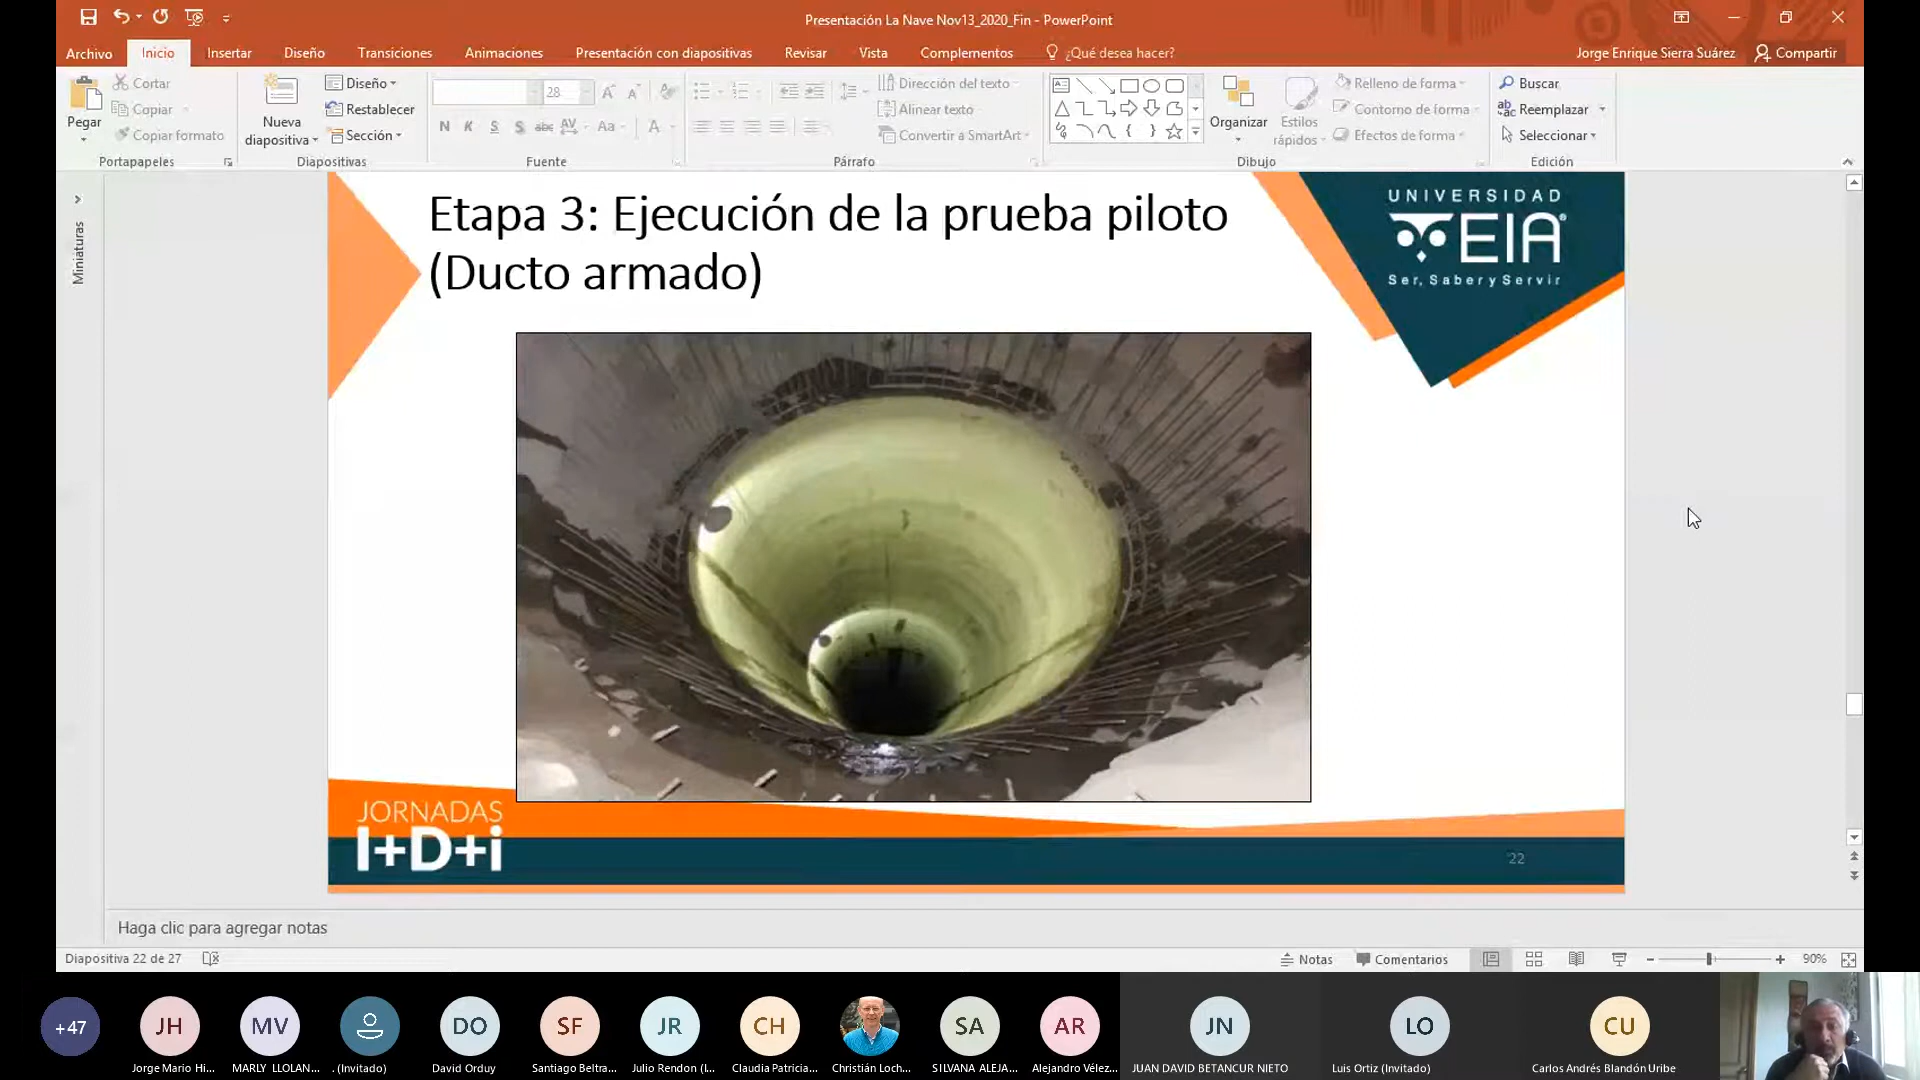 Presentación La Nave Nov13_2020_Fin - PowerPoint
Archivo
Inicio
Insertar
Diseño
Transiciones
Animaciones
Presentación con diapositivas
Revisar
Vista
Complementos
¿Qué desea hacer?
Jorge Enrique Sierra Suárez
Compartir
Pegar
Cortar
Copiar
Copiar formato
Portapapeles
Nueva diapositiva
Diseño
Restablecer
Sección
Diapositivas
28
N K S S abc AV Aa A
Fuente
Dirección del texto
Alinear texto
Convertir a SmartArt
Párrafo
Organizar
Estilos rápidos
Relleno de forma
Contorno de forma
Efectos de forma
Dibujo
Buscar
Reemplazar
Seleccionar
Edición
Miniaturas
Etapa 3: Ejecución de la prueba piloto
(Ducto armado)
UNIVERSIDAD
EIA
Ser, Saber y Servir
JORNADAS
I+D+i
22
Haga clic para agregar notas
Diapositiva 22 de 27
Notas
Comentarios
90%
+47
JH
MV
DO
SF
JR
CH
SA
AR
JN
LO
CU
Jorge Mario Hi...
MARLY LLOLAN...
. (Invitado)
David Orduy
Santiago Beltra...
Julio Rendon (I...
Claudia Patricia...
Christián Loch...
SILVANA ALEJA...
Alejandro Vélez...
JUAN DAVID BETANCUR NIETO
Luis Ortiz (Invitado)
Carlos Andrés Blandón Uribe